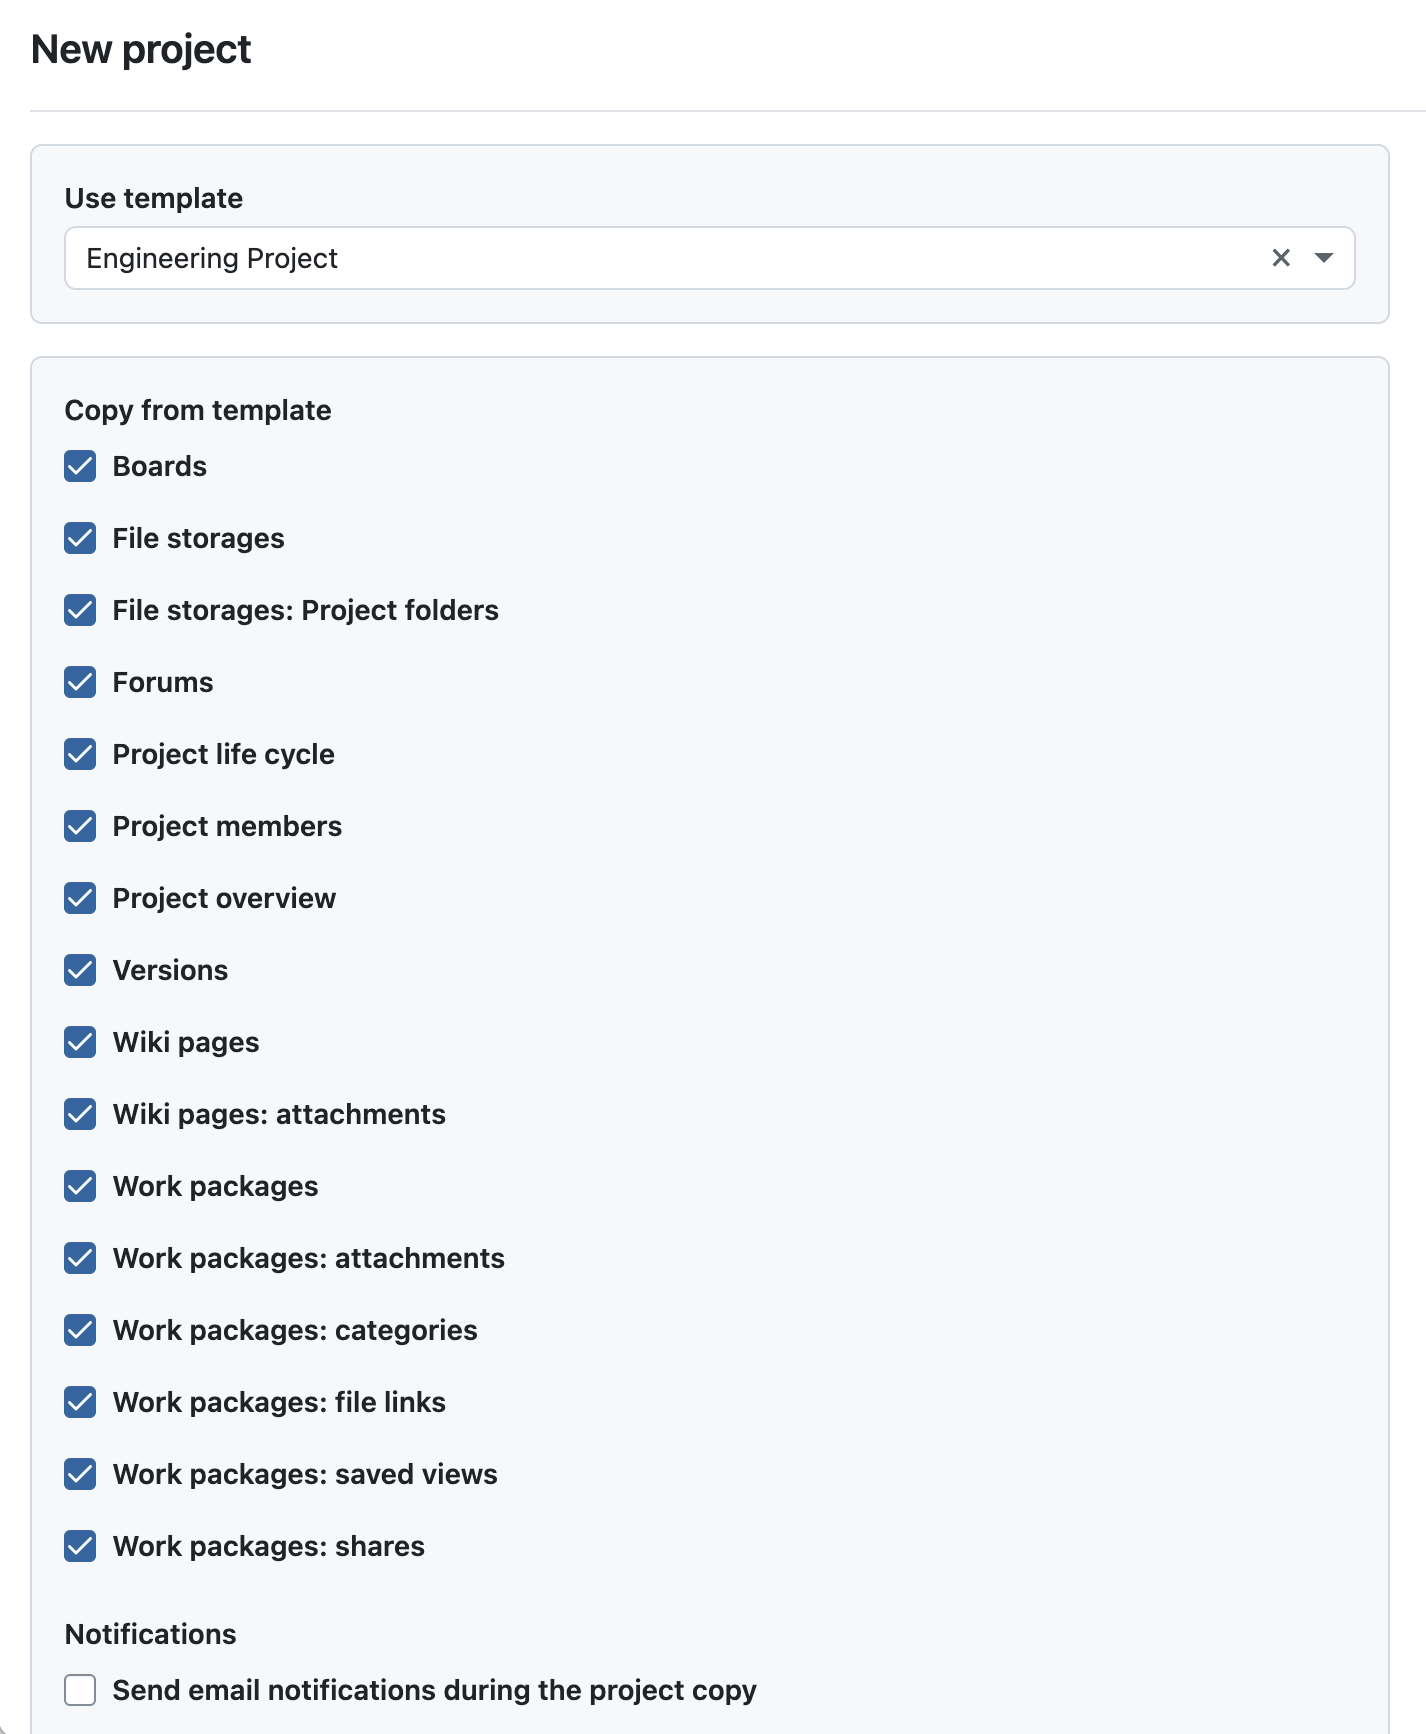 New project
Use template
Engineering Project
Copy from template
Boards
File storages
File storages: Project folders
Forums
Project life cycle
Project members
Project overview
Versions
Wiki pages
Wiki pages: attachments
Work packages
Work packages: attachments
Work packages: categories
Work packages: file links
Work packages: saved views
Work packages: shares
Notifications
Send email notifications during the project copy